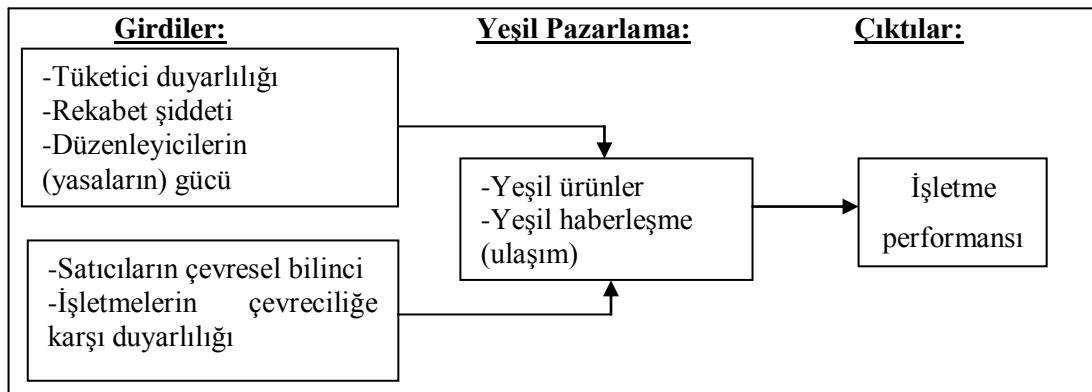 Girdiler:
Yeşil Pazarlama:
Çıktılar:
-Tüketici duyarlılığı
-Rekabet şiddeti
-Düzenleyicilerin
(yasaların) gücü
-Satıcıların çevresel bilinci
-İşletmelerin çevreciliğe
karşı duyarlılığı
-Yeşil ürünler
-Yeşil haberleşme
(ulaşım)
İşletme
performansı